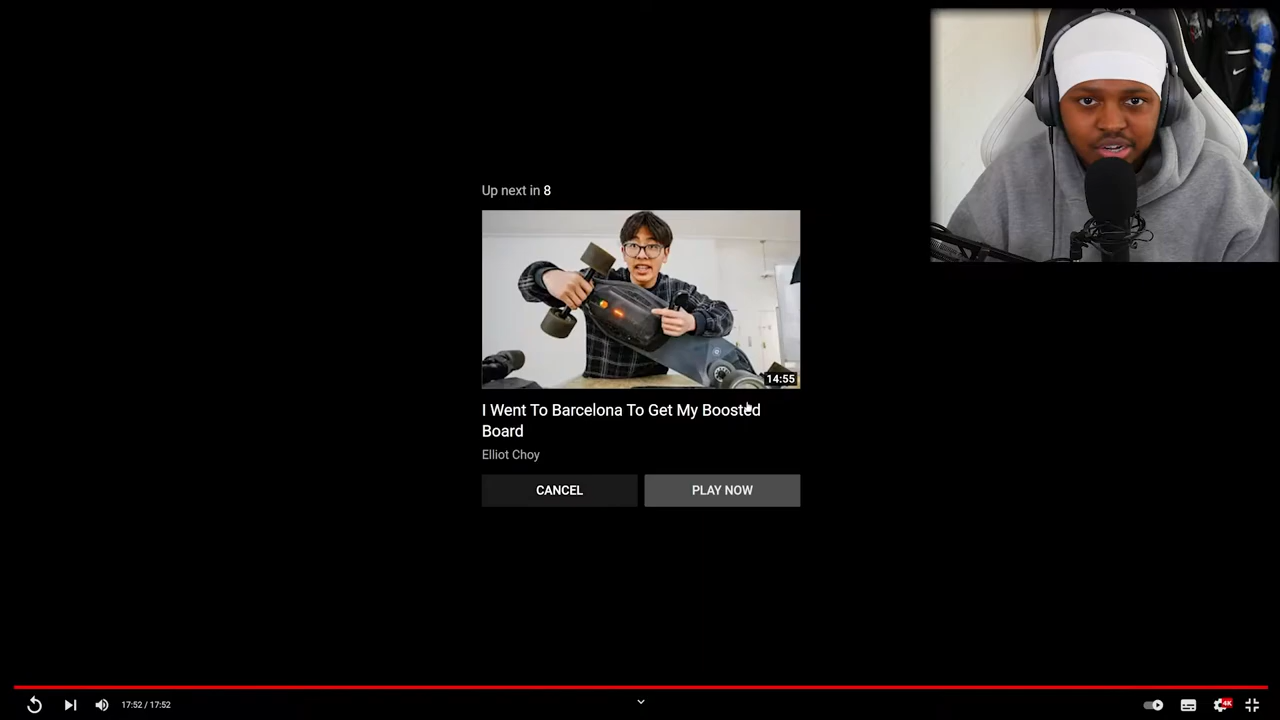 Up next in 8
14:55
I Went To Barcelona To Get My Boosted
Board
Elliot Choy
CANCEL
PLAY NOW
17:52 / 17:52
4K